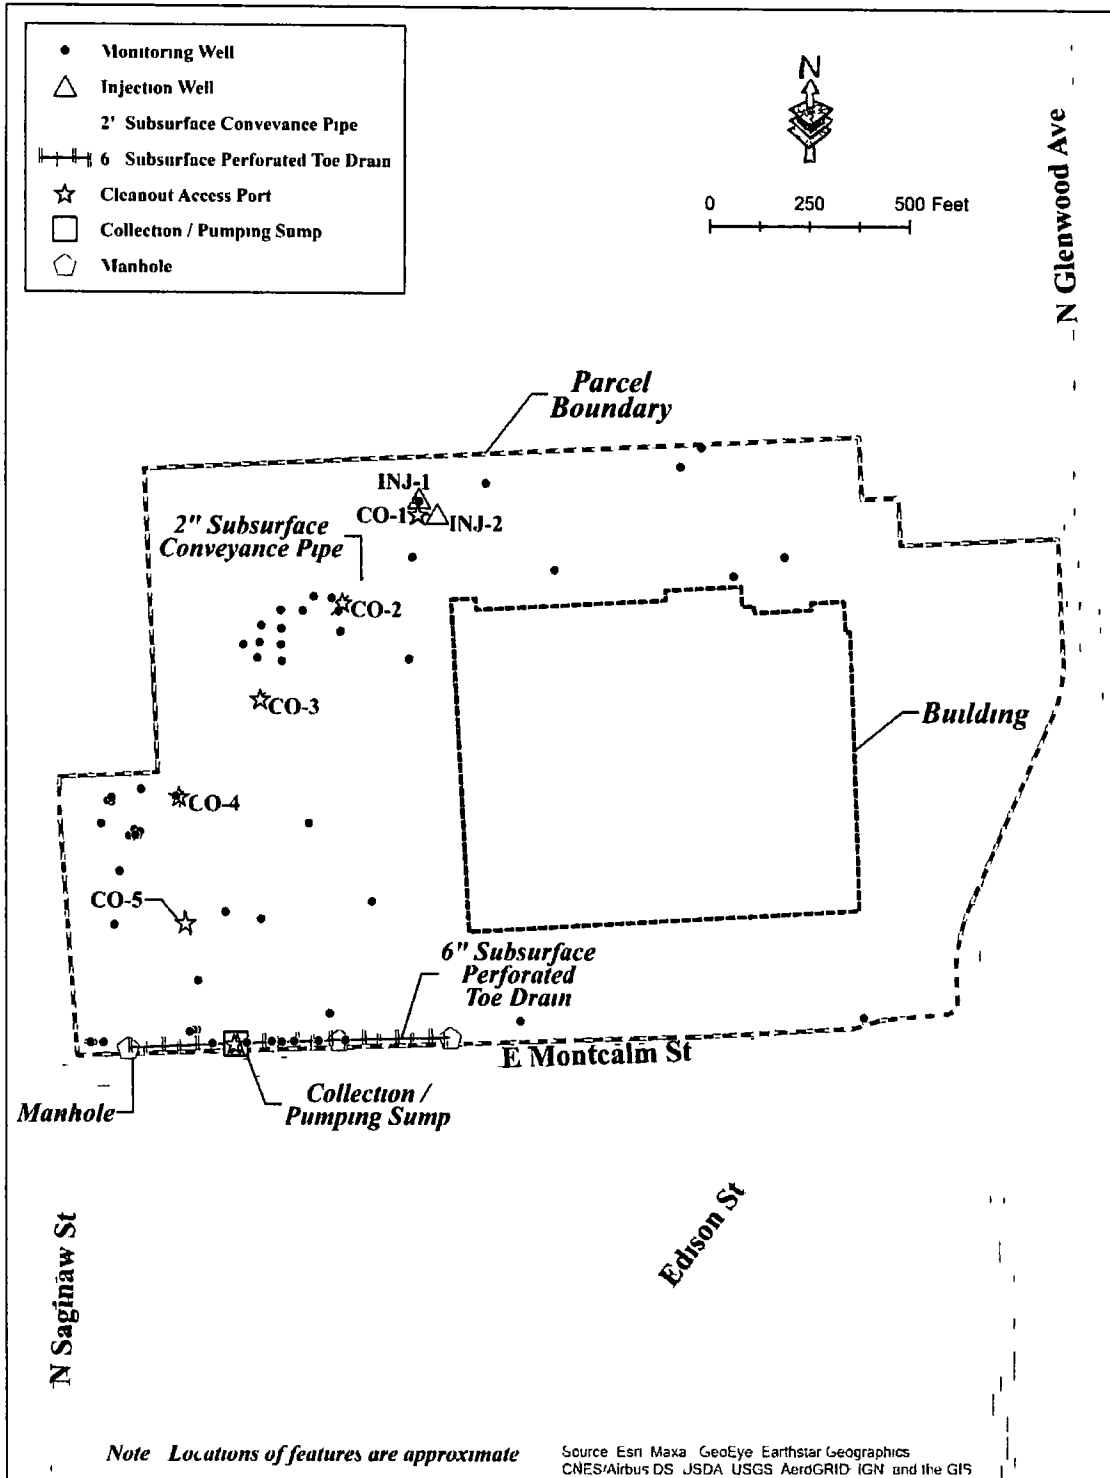 Monitoring Well
Injection Well
2' Subsurface Conveyance Pipe
6 Subsurface Perforated Toe Drain
Cleanout Access Port
Collection / Pumping Sump
Manhole
N
0 250 500 Feet
N Glenwood Ave
Parcel
Boundary
INJ-1
CO-1
INJ-2
2" Subsurface
Conveyance Pipe
CO-2
CO-3
Building
CO-4
CO-5
6" Subsurface
Perforated
Toe Drain
E Montcalm St
Manhole
Collection /
Pumping Sump
Edison St
N Saginaw St
Note Locations of features are approximate
Source Esri Maxa GeoEye Earthstar Geographics
CNES/Airbus DS USDA USGS AeroGRID IGN and the GIS